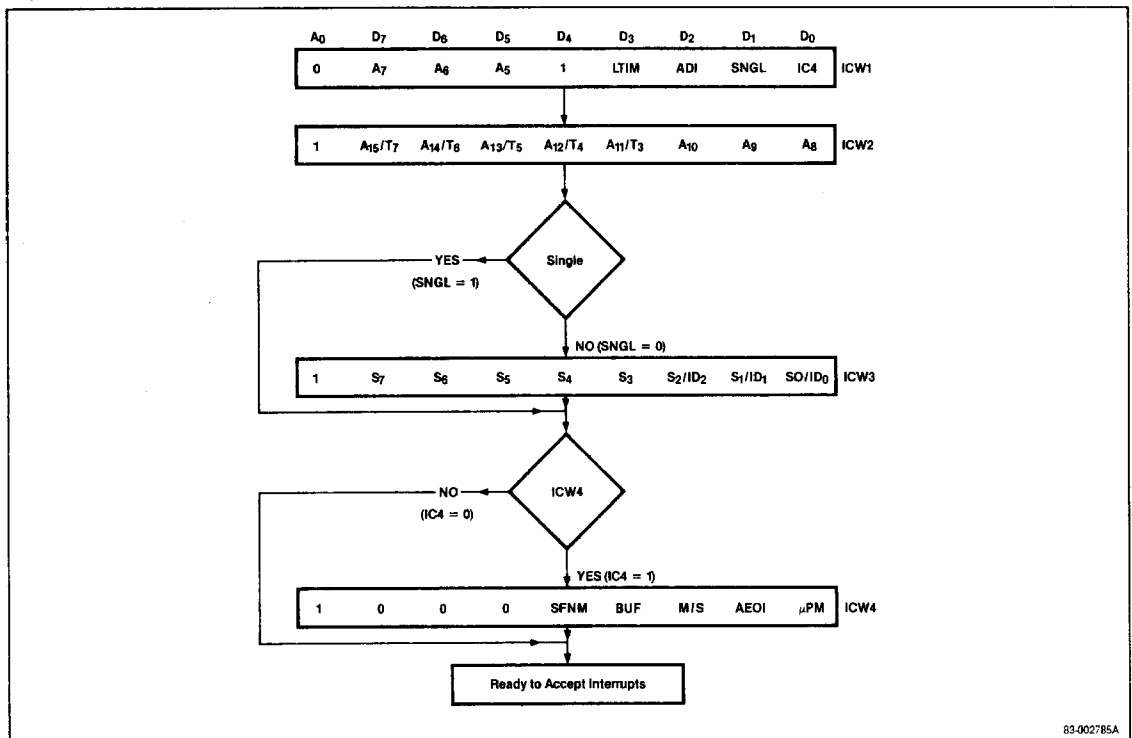 A0 D7 D6 D5 D4 D3 D2 D1 D0
0 A7 A6 A5 1 LTIM ADI SNGL IC4 ICW1
1 A15/T7 A14/T6 A13/T5 A12/T4 A11/T3 A10 A9 A8 ICW2
Single
YES
(SNGL = 1)
NO (SNGL = 0)
1 S7 S6 S5 S4 S3 S2/ID2 S1/ID1 SO/ID0 ICW3
ICW4
NO
(IC4 = 0)
YES (IC4 = 1)
1 0 0 0 SFNM BUF M/S AEOI μPM ICW4
Ready to Accept Interrupts
83-002785A